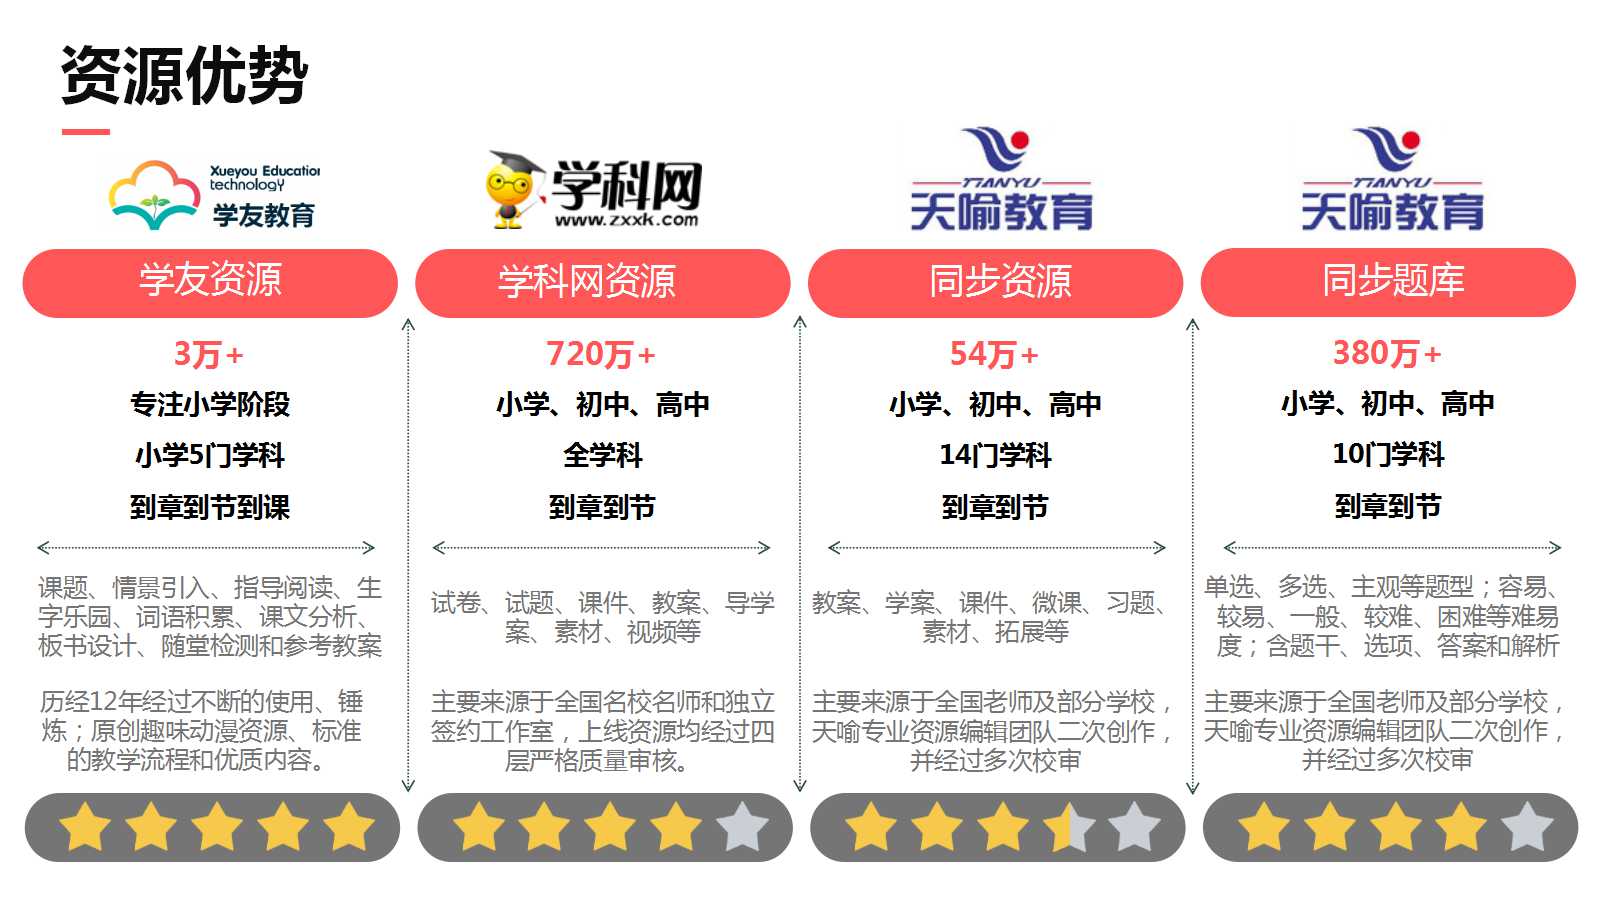 资源优势
Xueyou Education
technology
学友教育
学科网
www.zxxk.com
TIANYU
天喻教育
TIANYU
天喻教育
学友资源
3万+
专注小学阶段
小学5门学科
到章到节到课
课题、情景引入、指导阅读、生
字乐园、词语积累、课文分析、
板书设计、随堂检测和参考教案
历经12年经过不断的使用、锤
炼；原创趣味动漫资源、标准
的教学流程和优质内容。
学科网资源
720万+
小学、初中、高中
全学科
到章到节
试卷、试题、课件、教案、导学
案、素材、视频等
主要来源于全国名校名师和独立
签约工作室，上线资源均经过四
层严格质量审核。
同步资源
54万+
小学、初中、高中
14门学科
到章到节
教案、学案、课件、微课、习题、
素材、拓展等
主要来源于全国老师及部分学校，
天喻专业资源编辑团队二次创作，
并经过多次校审
同步题库
380万+
小学、初中、高中
10门学科
到章到节
单选、多选、主观等题型；容易、
较易、一般、较难、困难等难易
度；含题干、选项、答案和解析
主要来源于全国老师及部分学校，
天喻专业资源编辑团队二次创作，
并经过多次校审